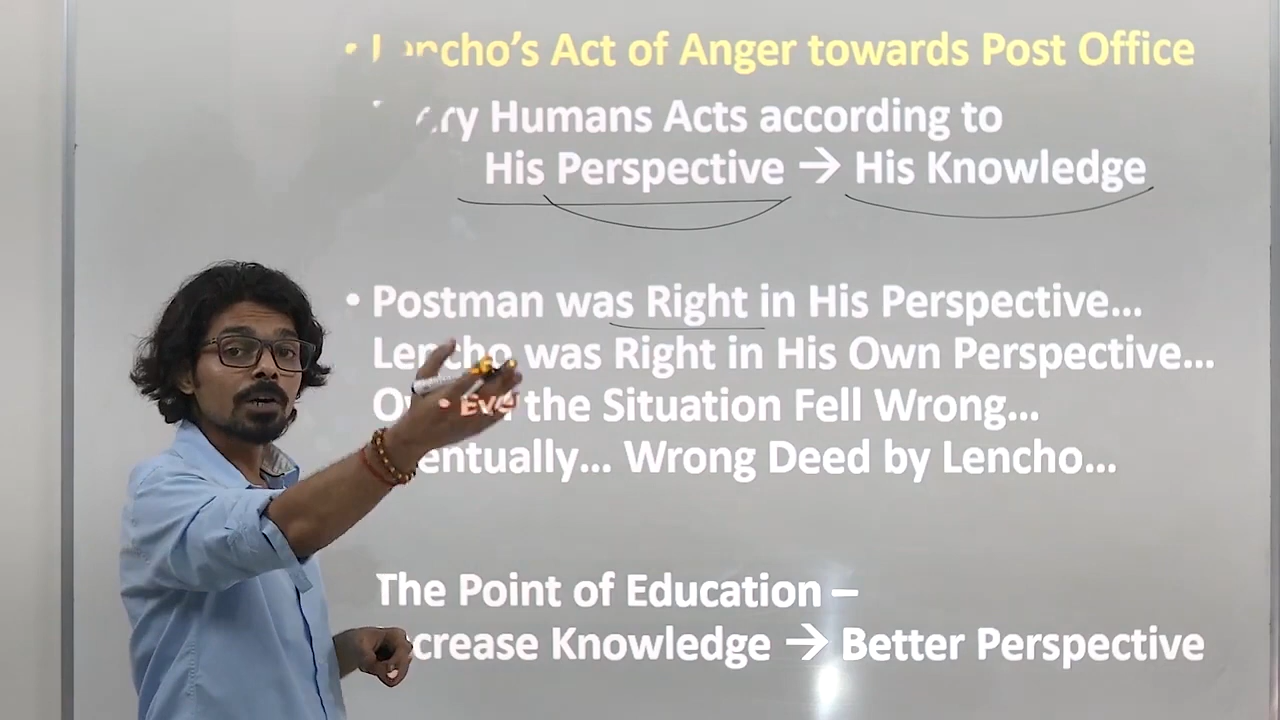 • Lencho's Act of Anger towards Post Office
Humans Acts according to
His Perspective → His Knowledge
• Postman was Right in His Perspective...
Lencho was Right in His Own Perspective...
the Situation Fell Wrong...
Wrong Deed by Lencho...
The Point of Education –
Knowledge → Better Perspective